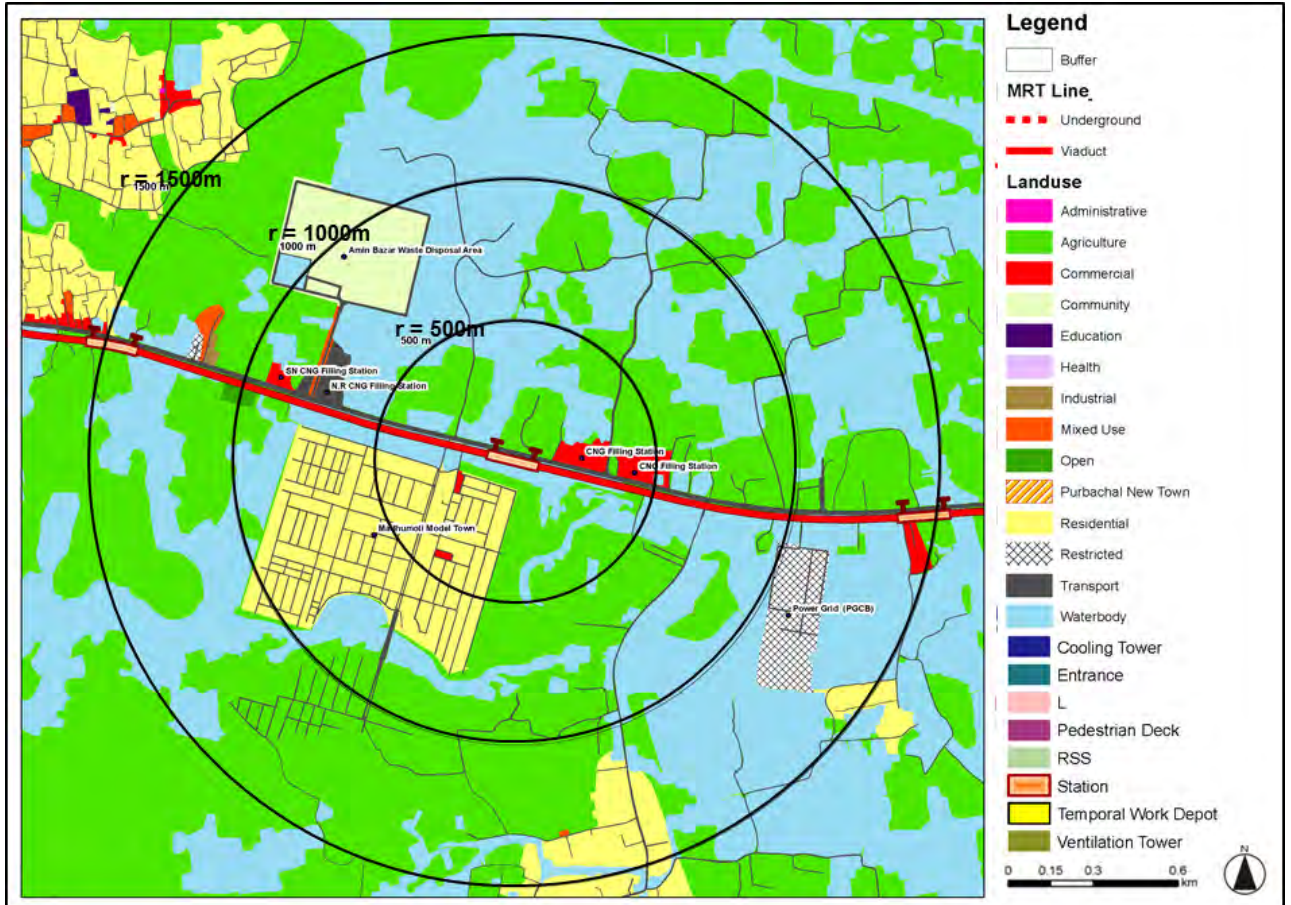 r = 1500m
1500 m
r = 1000m
1000 m
Amin Bazar Waste Disposal Area
r = 500m
500 m
SN CNG Filling Station
N.R CNG Filling Station
CNG Filling Station
CNG Filling Station
Modhumoti Model Town
Power Grid (PGCB)
Legend
Buffer
MRT Line
Underground
Viaduct
Landuse
Administrative
Agriculture
Commercial
Community
Education
Health
Industrial
Mixed Use
Open
Purbachal New Town
Residential
Restricted
Transport
Waterbody
Cooling Tower
Entrance
L
Pedestrian Deck
RSS
Station
Temporal Work Depot
Ventilation Tower
N
0 0.15 0.3 0.6
km